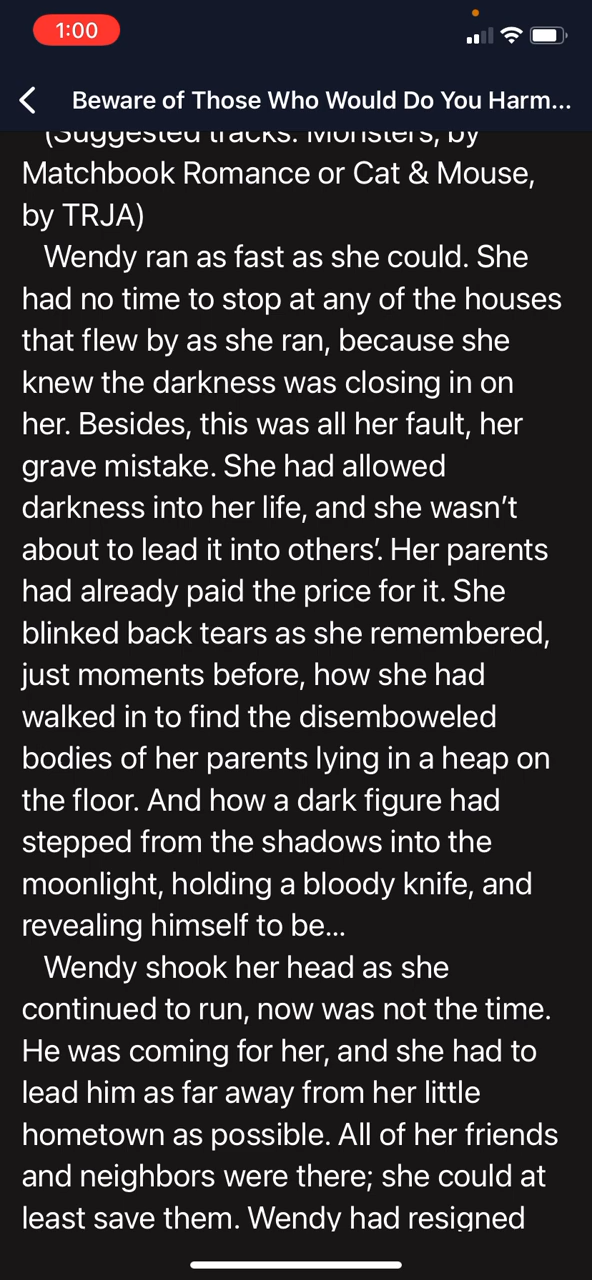 1:00
Beware of Those Who Would Do You Harm...
(Suggested tracks: Monsters, by
Matchbook Romance or Cat & Mouse,
by TRJA)
Wendy ran as fast as she could. She
had no time to stop at any of the houses
that flew by as she ran, because she
knew the darkness was closing in on
her. Besides, this was all her fault, her
grave mistake. She had allowed
darkness into her life, and she wasn’t
about to lead it into others’. Her parents
had already paid the price for it. She
blinked back tears as she remembered,
just moments before, how she had
walked in to find the disemboweled
bodies of her parents lying in a heap on
the floor. And how a dark figure had
stepped from the shadows into the
moonlight, holding a bloody knife, and
revealing himself to be...
Wendy shook her head as she
continued to run, now was not the time.
He was coming for her, and she had to
lead him as far away from her little
hometown as possible. All of her friends
and neighbors were there; she could at
least save them. Wendy had resigned